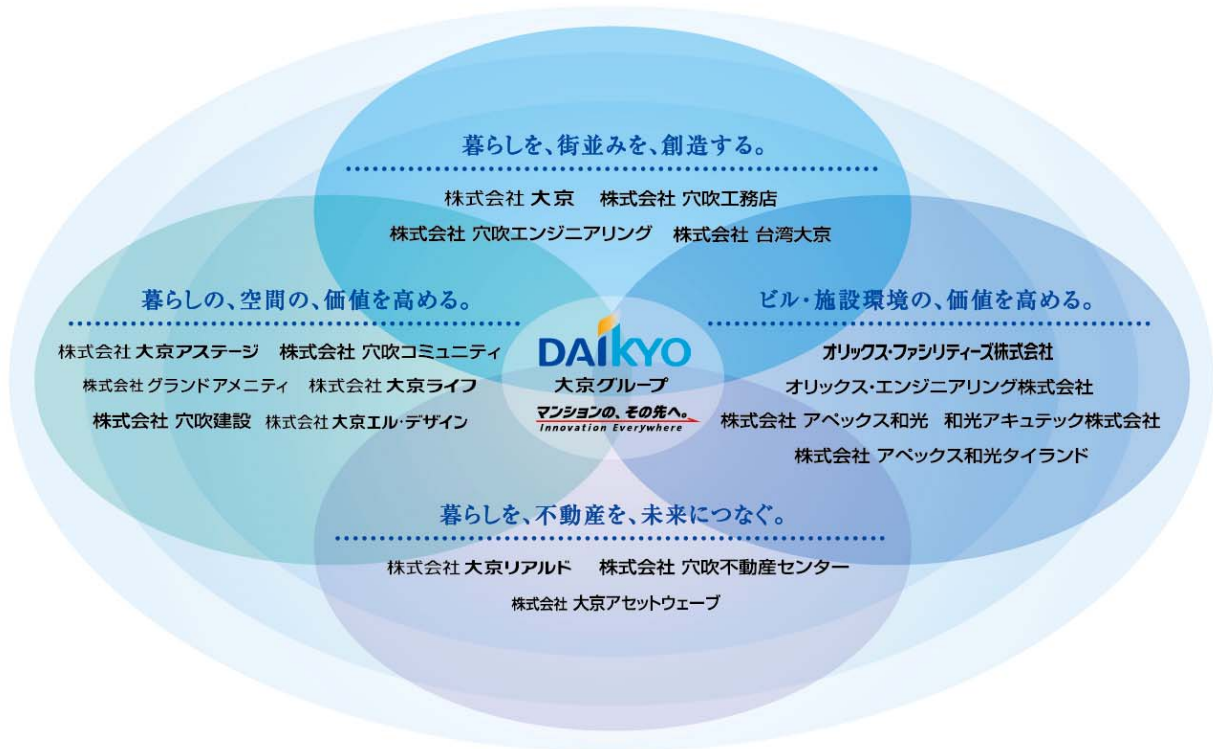 暮らしを、街並みを、創造する。
株式会社 大京 株式会社 穴吹工務店
株式会社 穴吹エンジニアリング 株式会社 台湾大京
暮らしの、空間の、価値を高める。
株式会社 大京アステージ 株式会社 穴吹コミュニティ
株式会社 グランドアメニティ 株式会社 大京ライフ
株式会社 穴吹建設 株式会社 大京エル・デザイン
DAIKYO
大京グループ
マンションの、その先へ。
Innovation Everywhere
ビル・施設環境の、価値を高める。
オリックス・ファシリティーズ株式会社
オリックス・エンジニアリング株式会社
株式会社 アペックス和光 和光アキュテック株式会社
株式会社 アペックス和光タイランド
暮らしを、不動産を、未来につなぐ。
株式会社 大京リアルド 株式会社 穴吹不動産センター
株式会社 大京アセットウェーブ